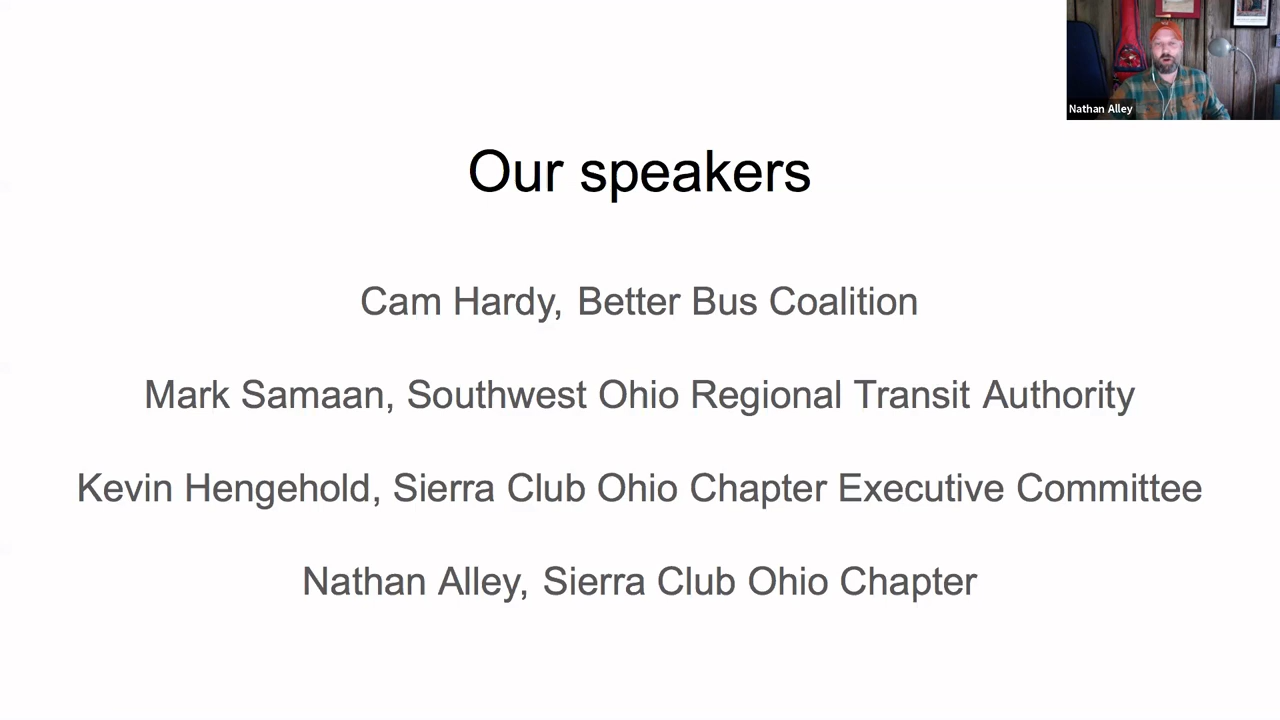 Nathan Alley
Our speakers
Cam Hardy, Better Bus Coalition
Mark Samaan, Southwest Ohio Regional Transit Authority
Kevin Hengehold, Sierra Club Ohio Chapter Executive Committee
Nathan Alley, Sierra Club Ohio Chapter